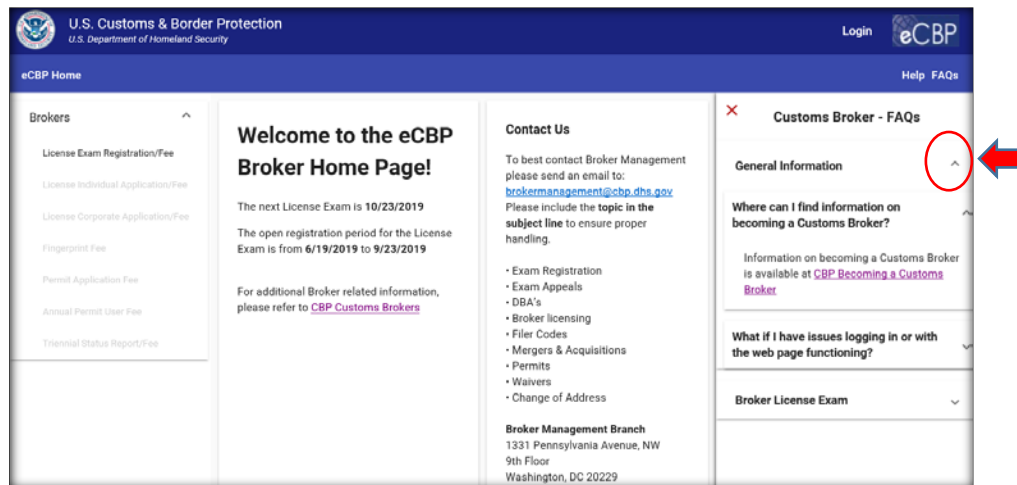 U.S. Customs & Border Protection
U.S. Department of Homeland Security
Login
eCBP
eCBP Home
Help FAQs
Brokers
License Exam Registration/Fee
License Individual Application/Fee
License Corporate Application/Fee
Fingerprint Fee
Permit Application Fee
Annual Permit User Fee
Triennial Status Report/Fee
Welcome to the eCBP
Broker Home Page!
The next License Exam is 10/23/2019
The open registration period for the License
Exam is from 6/19/2019 to 9/23/2019
For additional Broker related information,
please refer to CBP Customs Brokers
Contact Us
To best contact Broker Management
please send an email to:
brokermanagement@cbp.dhs.gov
Please include the topic in the
subject line to ensure proper
handling.
• Exam Registration
• Exam Appeals
• DBA's
• Broker licensing
• Filer Codes
• Mergers & Acquisitions
• Permits
• Waivers
• Change of Address
Broker Management Branch
1331 Pennsylvania Avenue, NW
9th Floor
Washington, DC 20229
Customs Broker - FAQs
General Information
Where can I find information on
becoming a Customs Broker?
Information on becoming a Customs Broker
is available at CBP Becoming a Customs
Broker
What if I have issues logging in or with
the web page functioning?
Broker License Exam